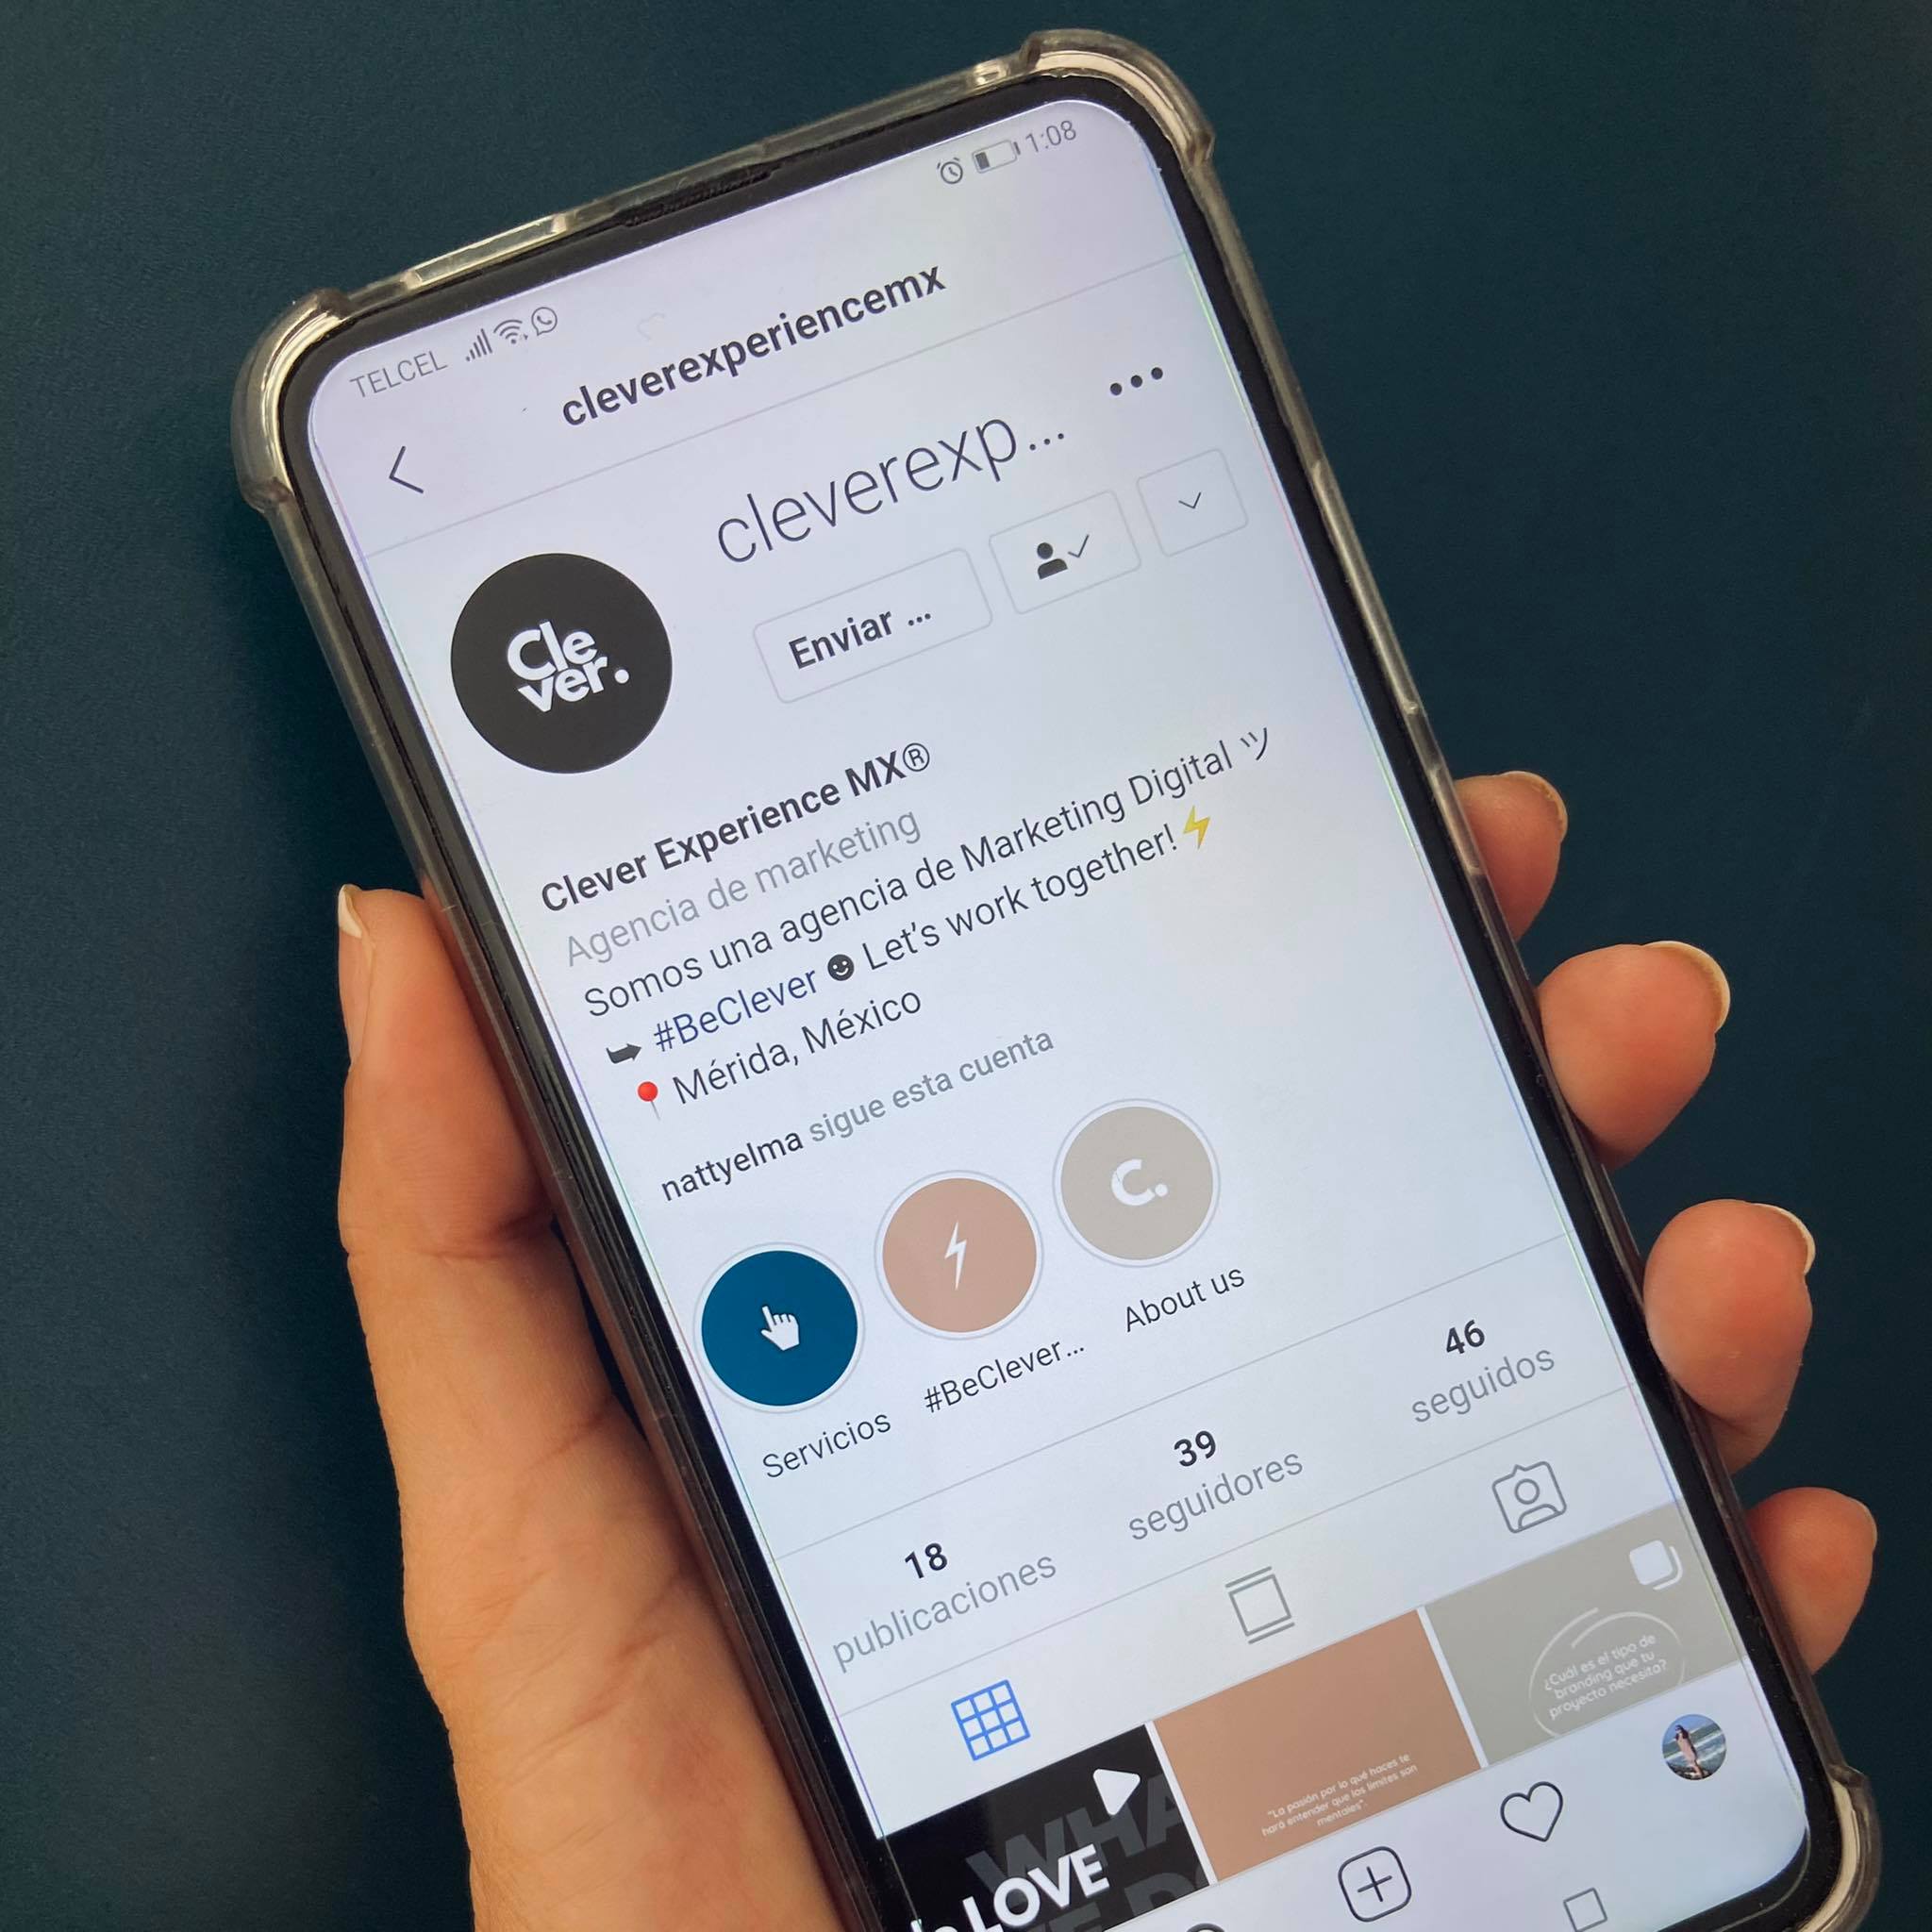 TELCEL
1:08
cleverexperiencemx
cleverexp...
Cle
ver.
Enviar ...
Clever Experience MX®
Agencia de marketing
Somos una agencia de Marketing Digital ツ
➥ #BeClever ☻ Let's work together!⚡
📍 Mérida, México
nattyelma sigue esta cuenta
C.
Servicios
#BeClever...
About us
18
publicaciones
39
seguidores
46
seguidos
WHA
LOVE
"La pasión por lo qué haces te
hará entender que los límites son
mentales"
¿Cuál es el tipo de
branding que tu
proyecto necesita?